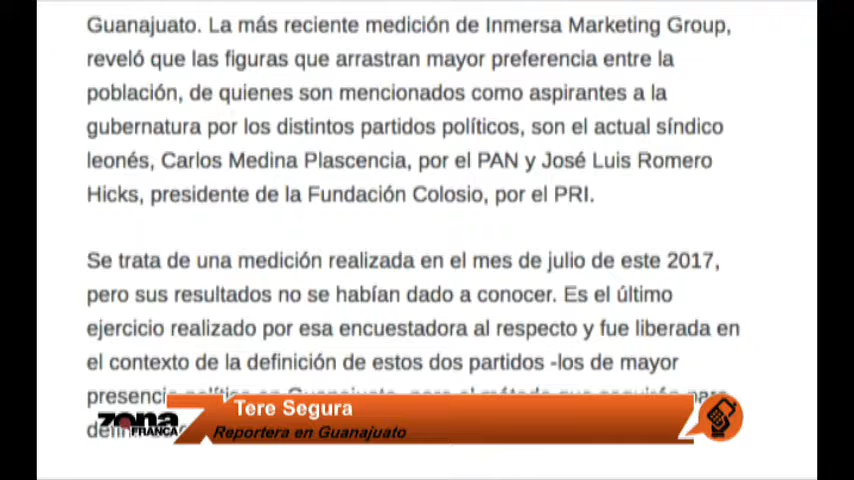 Guanajuato. La más reciente medición de Inmersa Marketing Group,
reveló que las figuras que arrastran mayor preferencia entre la
población, de quienes son mencionados como aspirantes a la
gubernatura por los distintos partidos políticos, son el actual síndico
leonés, Carlos Medina Plascencia, por el PAN y José Luis Romero
Hicks, presidente de la Fundación Colosio, por el PRI.
Se trata de una medición realizada en el mes de julio de este 2017,
pero sus resultados no se habían dado a conocer. Es el último
ejercicio realizado por esa encuestadora al respecto y fue liberada en
el contexto de la definición de estos dos partidos -los de mayor
Tere Segura
zona
FRANCA
Reportera en Guanajuato